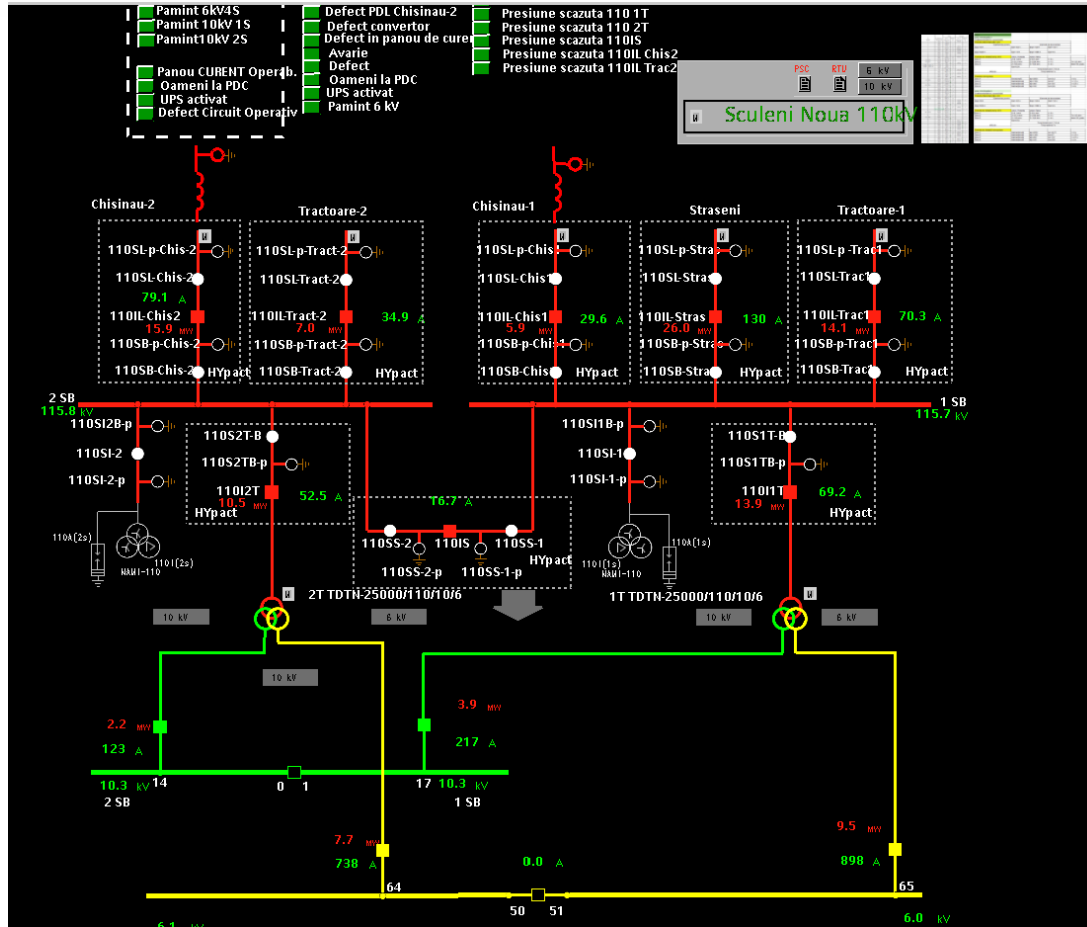 Pamint 6kV4S
Pamint 10kV 1S
Pamint10kV 2S
Panou CURENT Operab.
Oameni la PDC
UPS activat
Defect Circuit Operativ
Defect PDL Chisinau-2
Defect convertor
Defect in panou de curen
Avarie
Defect
Oameni la PDC
UPS activat
Pamint 6 kV
Presiune scazuta 110 1T
Presiune scazuta 110 2T
Presiune scazuta 110IS
Presiune scazuta 110IL Chis2
Presiune scazuta 110IL Trac2
PSC RTU 6 kV
10 kV
W Sculeni Noua 110kV
Chisinau-2
Tractoare-2
Chisinau-1
Straseni
Tractoare-1
W
110SL-p-Chis-2
110SL-Chis-2
79.1 A
110IL-Chis2
15.9 MW
110SB-p-Chis-2
110SB-Chis-2
HYpact
W
110SL-p-Tract-2
110SL-Tract-2
110IL-Tract-2
7.0 MW
34.9 A
110SB-p-Tract-2
110SB-Tract-2
HYpact
W
110SL-p-Chis1
110SL-Chis1
110IL-Chis1
5.9 MW
29.6 A
110SB-p-Chis1
110SB-Chis1
HYpact
110SL-p-Stras
110SL-Stras
110IL-Stras
26.0 MW
130 A
110SB-p-Stras
110SB-Stras
HYpact
W
110SL-p -Trac1
110SL-Trac1
110IL-Trac1
14.1 MW
70.3 A
110SB-p-Trac1
110SB-Trac1
HYpact
2 SB
115.8 kV
1 SB
115.7 kV
110SI2B-p
110SI-2
110SI-2-p
110A(2s)
110I(2s)
NAMI-110
110S2T-B
110S2TB-p
110I2T
10.5 MW
52.5 A
HYpact
16.7 A
110SS-2
110IS
110SS-1
HYpact
110SS-2-p
110SS-1-p
110SI1B-p
110SI-1
110SI-1-p
110A(1s)
110I(1s)
NAMI-110
110S1T-B
110S1TB-p
110I1T
13.9 MW
69.2 A
HYpact
W
2T TDTN-25000/110/10/6
1T TDTN-25000/110/10/6
W
10 kV
6 kV
10 kV
6 kV
10 kV
2.2 MW
123 A
3.9 MW
217 A
10.3 kV
14
0 1
17
10.3 kV
2 SB
1 SB
7.7 MW
738 A
0.0 A
9.5 MW
898 A
64
65
50 51
6.1 kV
6.0 kV